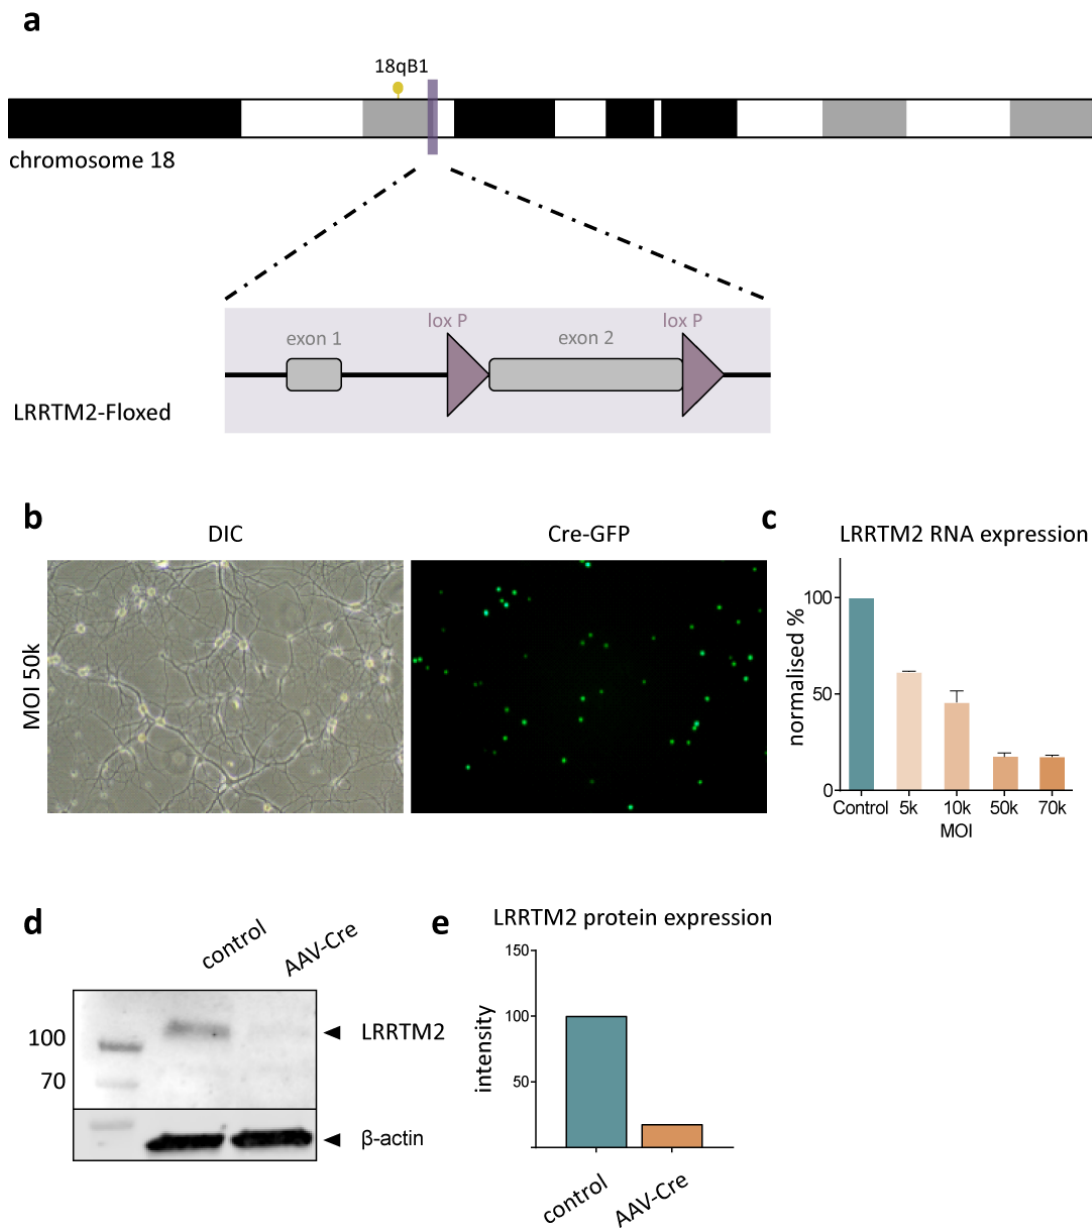 a
18qB1
chromosome 18
lox P
lox P
exon 1
exon 2
LRRTM2-Floxed
b
DIC
Cre-GFP
MOI 50k
c
LRRTM2 RNA expression
normalised %
100
50
0
Control
5k
10k
50k
70k
MOI
d
control
AAV-Cre
100
70
LRRTM2
β-actin
e
LRRTM2 protein expression
intensity
150
100
50
control
AAV-Cre